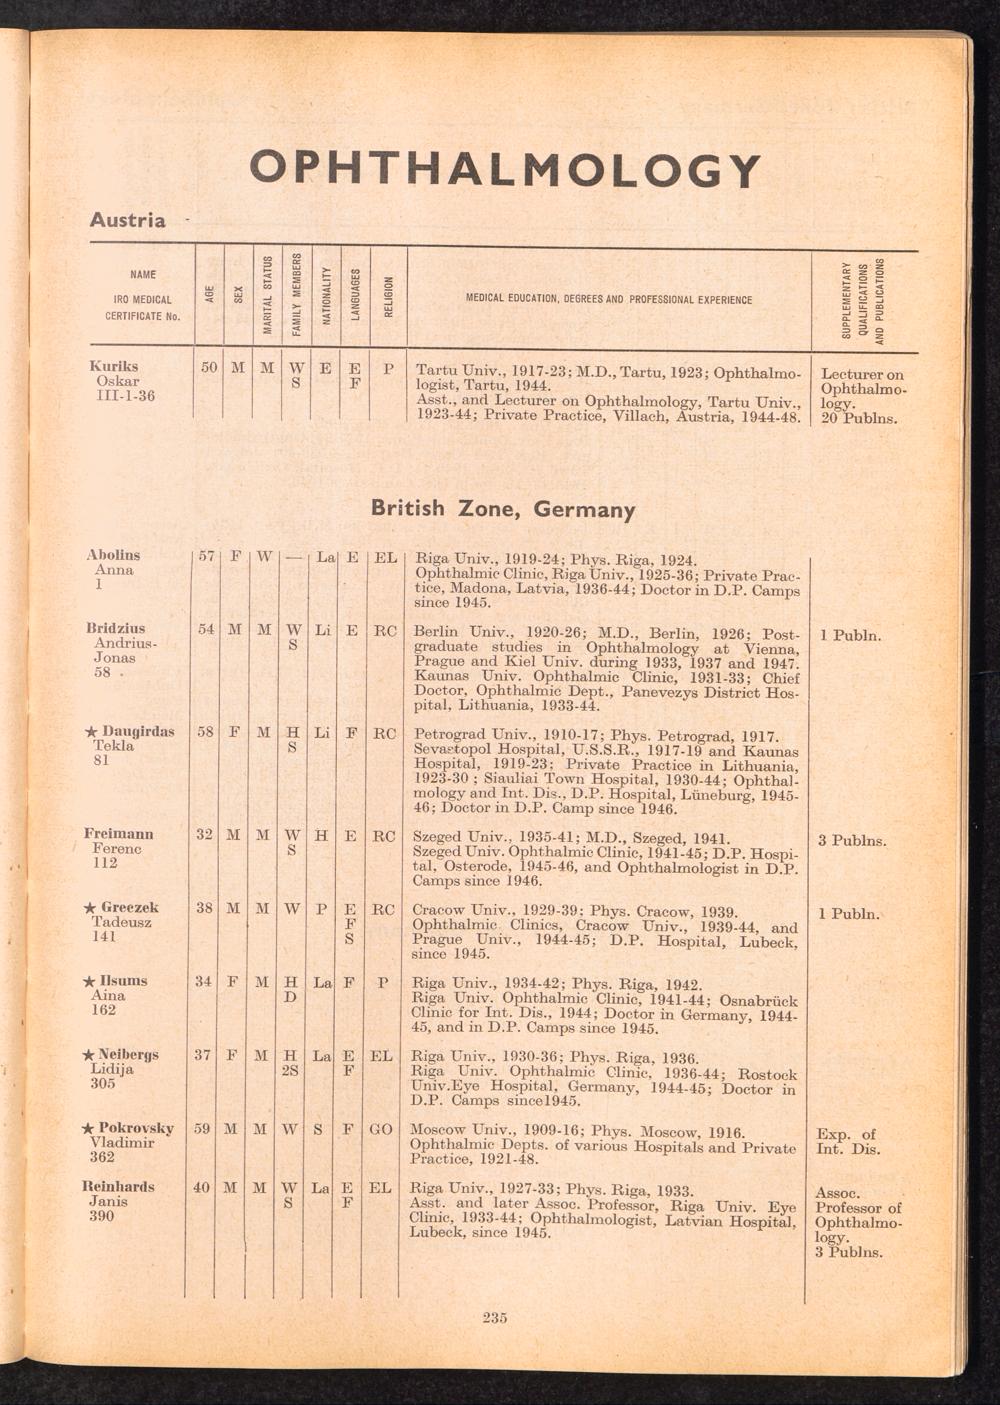 OPHTHALMOLOGY
Austria -
NAME
IRO MEDICAL
CERTIFICATE No.
AGE
SEX
MARITAL STATUS
FAMILY MEMBERS
NATIONALITY
LANGUAGES
RELIGION
MEDICAL EDUCATION, DEGREES AND PROFESSIONAL EXPERIENCE
SUPPLEMENTARY
QUALIFICATIONS
AND PUBLICATIONS
Kuriks 50 M M W E E P Tartu Univ., 1917-23; M.D., Tartu, 1923; Ophthalmo- Lecturer on
Oskar S F logist, Tartu, 1944. Ophthalmo-
III-1-36 Asst., and Lecturer on Ophthalmology, Tartu Univ., logy.
1923-44; Private Practice, Villach, Austria, 1944-48. 20 Publns.
British Zone, Germany
Abolins 57 F W — La E EL Riga Univ., 1919-24; Phys. Riga, 1924.
Anna Ophthalmic Clinic, Riga Univ., 1925-36; Private Prac-
1 tice, Madona, Latvia, 1936-44; Doctor in D.P. Camps
since 1945.
Bridzius 54 M M W Li E RC Berlin Univ., 1920-26; M.D., Berlin, 1926; Post- 1 Publn.
Andrius- S graduate studies in Ophthalmology at Vienna,
Jonas Prague and Kiel Univ. during 1933, 1937 and 1947.
58 Kaunas Univ. Ophthalmic Clinic, 1931-33; Chief
Doctor, Ophthalmic Dept., Panevezys District Hos-
pital, Lithuania, 1933-44.
★ Daugirdas 58 F M H Li F RC Petrograd Univ., 1910-17; Phys. Petrograd, 1917.
Tekla S Sevastopol Hospital, U.S.S.R., 1917-19 and Kaunas
81 Hospital, 1919-23; Private Practice in Lithuania,
1923-30 ; Siauliai Town Hospital, 1930-44; Ophthal-
mology and Int. Dis., D.P. Hospital, Lüneburg, 1945-
46; Doctor in D.P. Camp since 1946.
Freimann 32 M M W H E RC Szeged Univ., 1935-41; M.D., Szeged, 1941. 3 Publns.
Ferenc S Szeged Univ. Ophthalmic Clinic, 1941-45; D.P. Hospi-
112 tal, Osterode, 1945-46, and Ophthalmologist in D.P.
Camps since 1946.
★ Greczek 38 M M W P E RC Cracow Univ., 1929-39; Phys. Cracow, 1939. 1 Publn.
Tadeusz F Ophthalmic Clinics, Cracow Univ., 1939-44, and
141 S Prague Univ., 1944-45; D.P. Hospital, Lubeck,
since 1945.
★ Ilsums 34 F M H La F P Riga Univ., 1934-42; Phys. Riga, 1942.
Aina D Riga Univ. Ophthalmic Clinic, 1941-44; Osnabrück
162 Clinic for Int. Dis., 1944; Doctor in Germany, 1944-
45, and in D.P. Camps since 1945.
★ Neibergs 37 F M H La E EL Riga Univ., 1930-36; Phys. Riga, 1936.
Lidija 2S F Riga Univ. Ophthalmic Clinic, 1936-44; Rostock
305 Univ.Eye Hospital, Germany, 1944-45; Doctor in
D.P. Camps since1945.
★ Pokrovsky 59 M M W S F GO Moscow Univ., 1909-16; Phys. Moscow, 1916. Exp. of
Vladimir Ophthalmic Depts. of various Hospitals and Private Int. Dis.
362 Practice, 1921-48.
Reinhards 40 M M W La E EL Riga Univ., 1927-33; Phys. Riga, 1933. Assoc.
Janis S F Asst. and later Assoc. Professor, Riga Univ. Eye Professor of
390 Clinic, 1933-44; Ophthalmologist, Latvian Hospital, Ophthalmo-
Lubeck, since 1945. logy.
3 Publns.
235